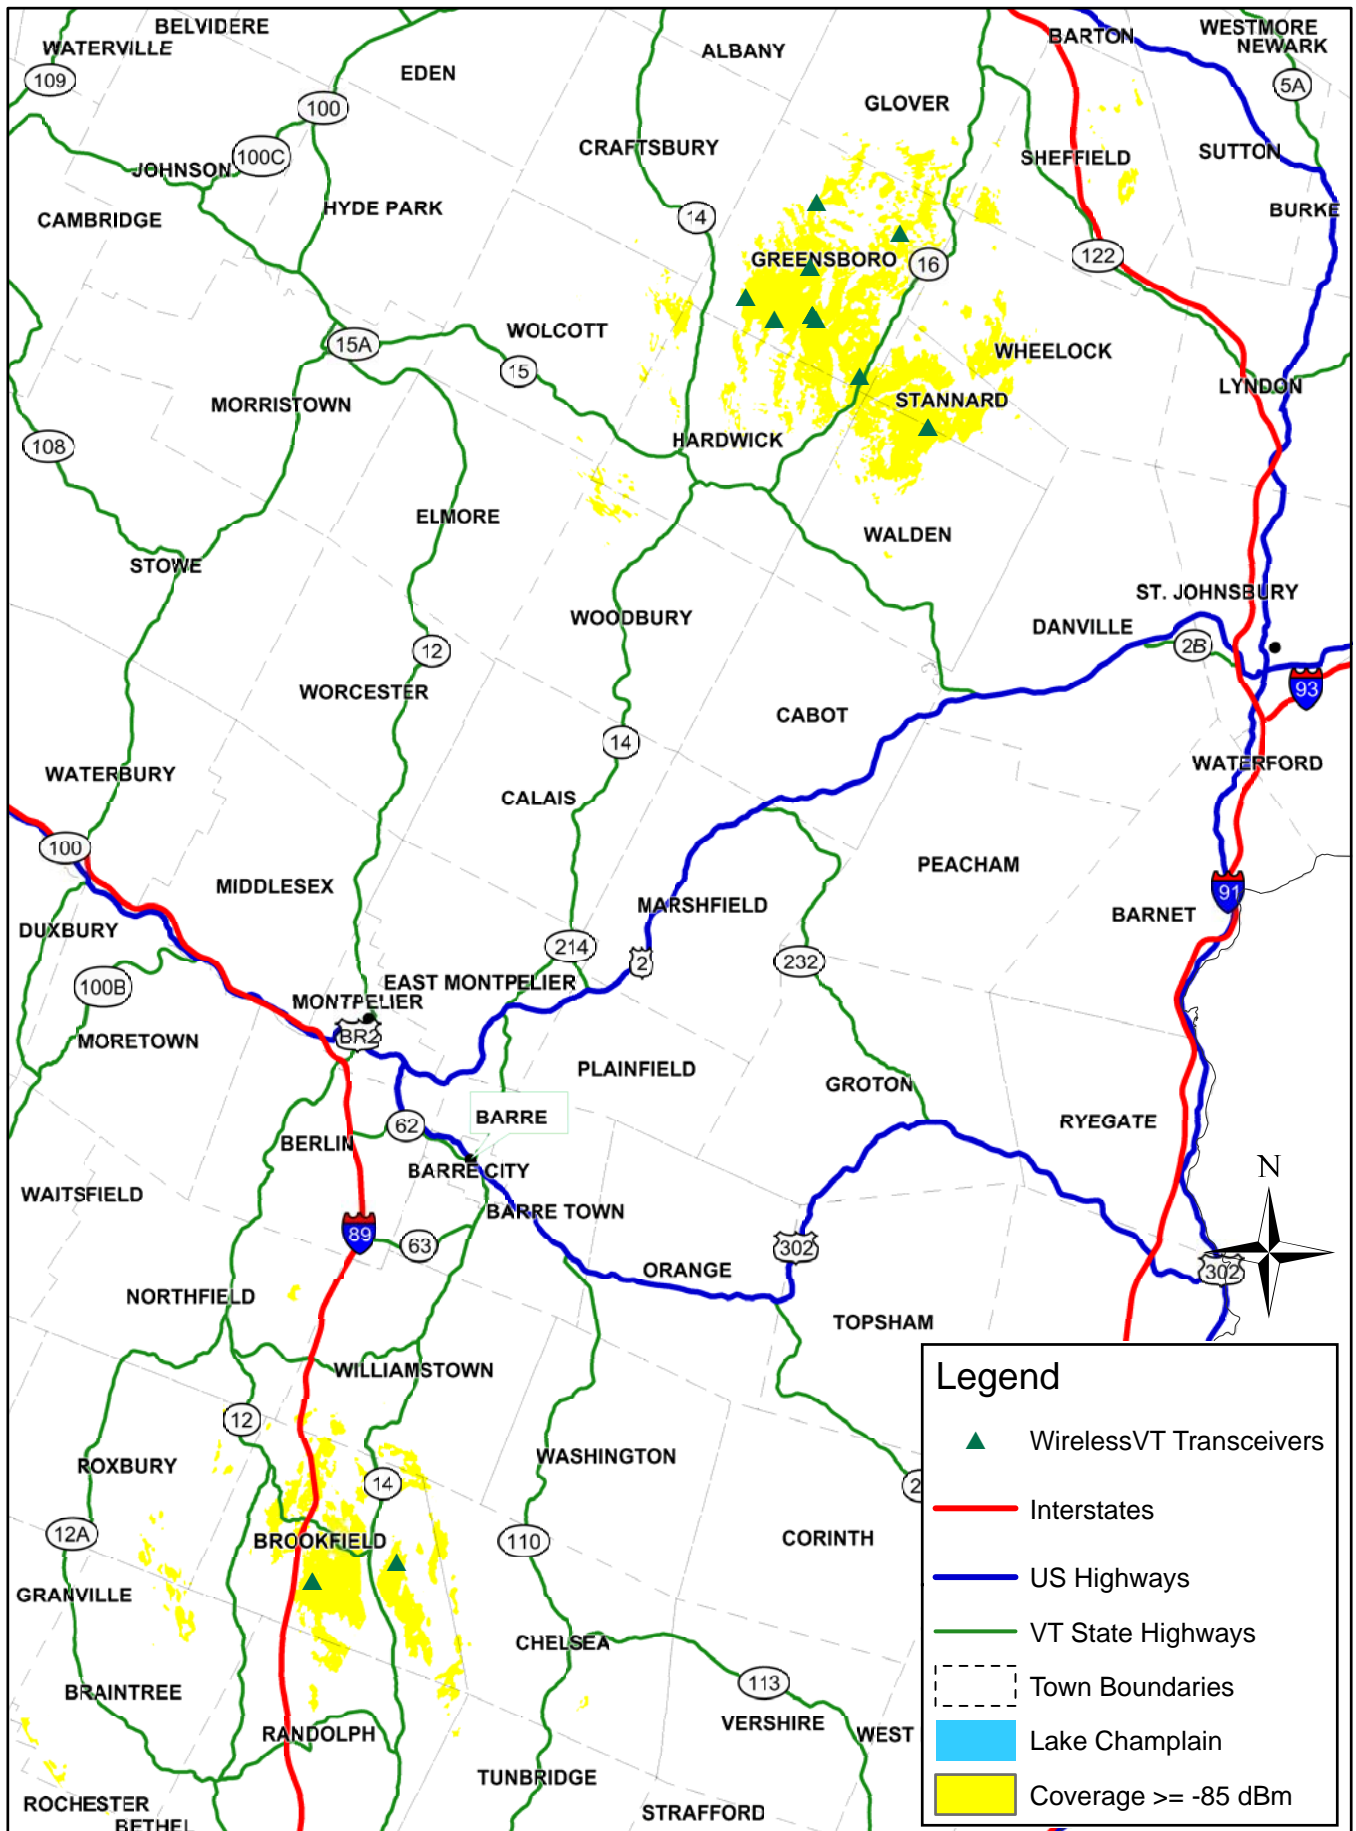 BELVIDERE
WATERVILLE
109
EDEN
100
100C
JOHNSON
CAMBRIDGE
HYDE PARK
ALBANY
CRAFTSBURY
14
GLOVER
BARTON
WESTMORE
NEWARK
5A
SHEFFIELD
SUTTON
BURKE
GREENSBORO
16
122
15A
WOLCOTT
15
WHEELOCK
STANNARD
LYNDON
MORRISTOWN
108
HARDWICK
ELMORE
WALDEN
STOWE
ST. JOHNSBURY
WOODBURY
DANVILLE
2B
12
WORCESTER
93
CABOT
14
WATERBURY
WATERFORD
CALAIS
100
PEACHAM
MIDDLESEX
91
MARSHFIELD
BARNET
DUXBURY
214
2
232
100B
EAST MONTPELIER
MONTPELIER
BR2
MORETOWN
PLAINFIELD
GROTON
BARRE
62
RYEGATE
BERLIN
BARRE CITY
N
WAITSFIELD
BARRE TOWN
89
63
302
ORANGE
302
NORTHFIELD
TOPSHAM
WILLIAMSTOWN
12
WASHINGTON
ROXBURY
14
2
12A
BROOKFIELD
110
CORINTH
GRANVILLE
CHELSEA
113
BRAINTREE
VERSHIRE
WEST
RANDOLPH
TUNBRIDGE
ROCHESTER
STRAFFORD
BETHEL
Legend
WirelessVT Transceivers
Interstates
US Highways
VT State Highways
Town Boundaries
Lake Champlain
Coverage >= -85 dBm